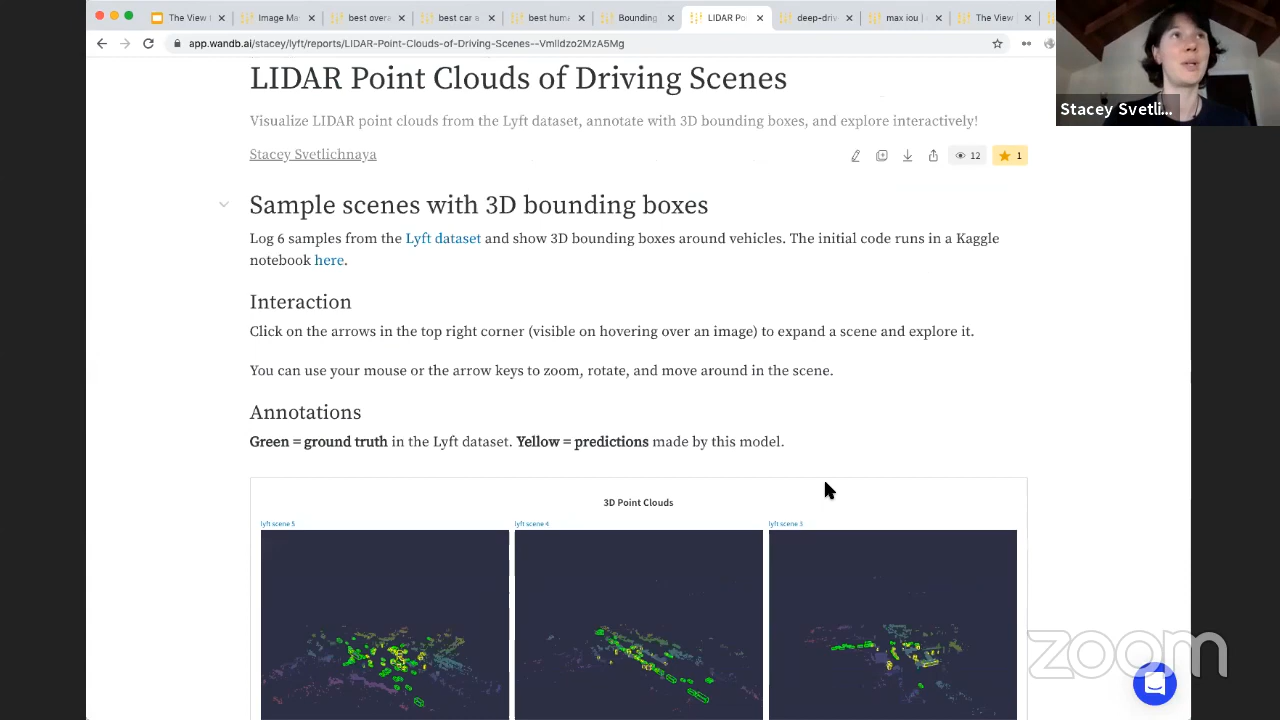 The View
Image Ma
best overa
best car a
best huma
Bounding
LIDAR Poi
deep-driv
max iou |
The View
app.wandb.ai/stacey/lyft/reports/LIDAR-Point-Clouds-of-Driving-Scenes--Vmlldzo2MzA5Mg
Stacey Svetli...
LIDAR Point Clouds of Driving Scenes
Visualize LIDAR point clouds from the Lyft dataset, annotate with 3D bounding boxes, and explore interactively!
Stacey Svetlichnaya
12
1
Sample scenes with 3D bounding boxes
Log 6 samples from the Lyft dataset and show 3D bounding boxes around vehicles. The initial code runs in a Kaggle
notebook here.
Interaction
Click on the arrows in the top right corner (visible on hovering over an image) to expand a scene and explore it.
You can use your mouse or the arrow keys to zoom, rotate, and move around in the scene.
Annotations
Green = ground truth in the Lyft dataset. Yellow = predictions made by this model.
3D Point Clouds
lyft scene 5
lyft scene 4
lyft scene 3
zoom